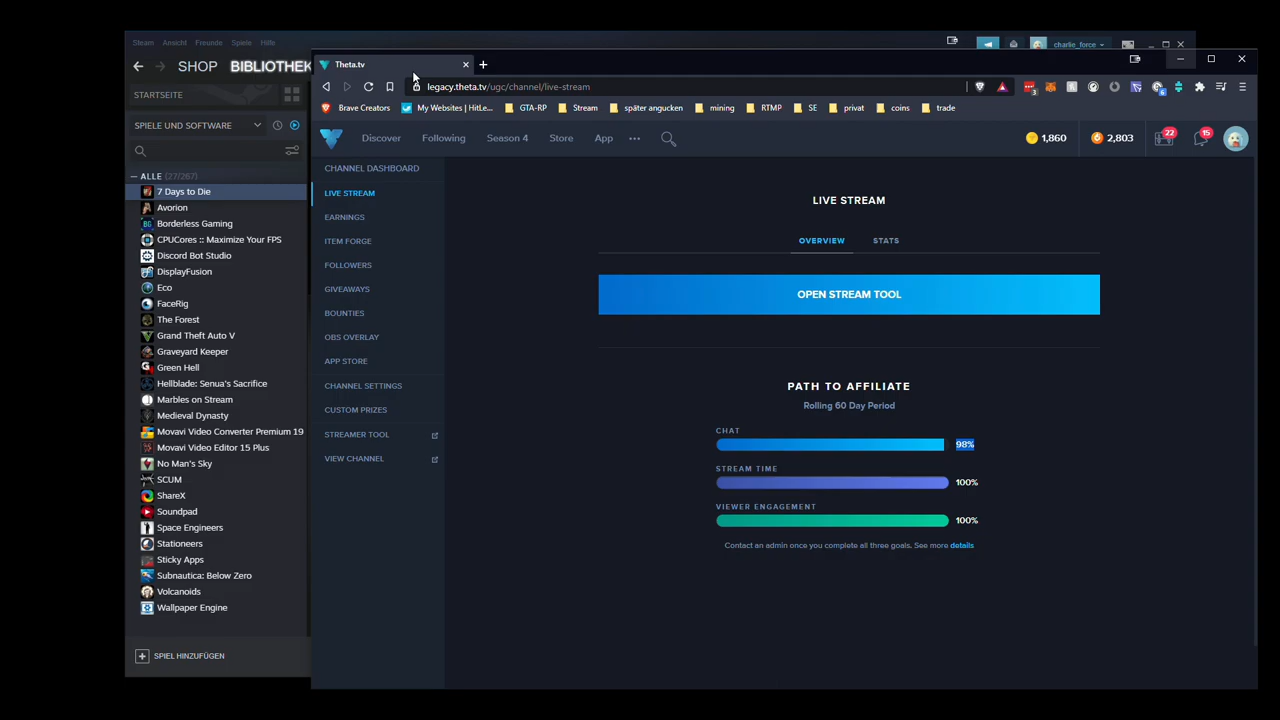 Steam Ansicht Freunde Spiele Hilfe
charlie_force
SHOP BIBLIOTHEK
STARTSEITE
SPIELE UND SOFTWARE
ALLE (27/267)
7 Days to Die
Avorion
Borderless Gaming
CPUCores :: Maximize Your FPS
Discord Bot Studio
DisplayFusion
Eco
FaceRig
The Forest
Grand Theft Auto V
Graveyard Keeper
Green Hell
Hellblade: Senua's Sacrifice
Marbles on Stream
Medieval Dynasty
Movavi Video Converter Premium 19
Movavi Video Editor 15 Plus
No Man's Sky
SCUM
ShareX
Soundpad
Space Engineers
Stationeers
Sticky Apps
Subnautica: Below Zero
Volcanoids
Wallpaper Engine
SPIEL HINZUFÜGEN
Theta.tv
legacy.theta.tv/ugc/channel/live-stream
Brave Creators My Websites | HitLe... GTA-RP Stream später angucken mining RTMP SE privat coins trade
Discover Following Season 4 Store App 1,860 2,803 22 15
CHANNEL DASHBOARD
LIVE STREAM
EARNINGS
ITEM FORGE
FOLLOWERS
GIVEAWAYS
BOUNTIES
OBS OVERLAY
APP STORE
CHANNEL SETTINGS
CUSTOM PRIZES
STREAMER TOOL
VIEW CHANNEL
LIVE STREAM
OVERVIEW STATS
OPEN STREAM TOOL
PATH TO AFFILIATE
Rolling 60 Day Period
CHAT
98%
STREAM TIME
100%
VIEWER ENGAGEMENT
100%
Contact an admin once you complete all three goals. See more details